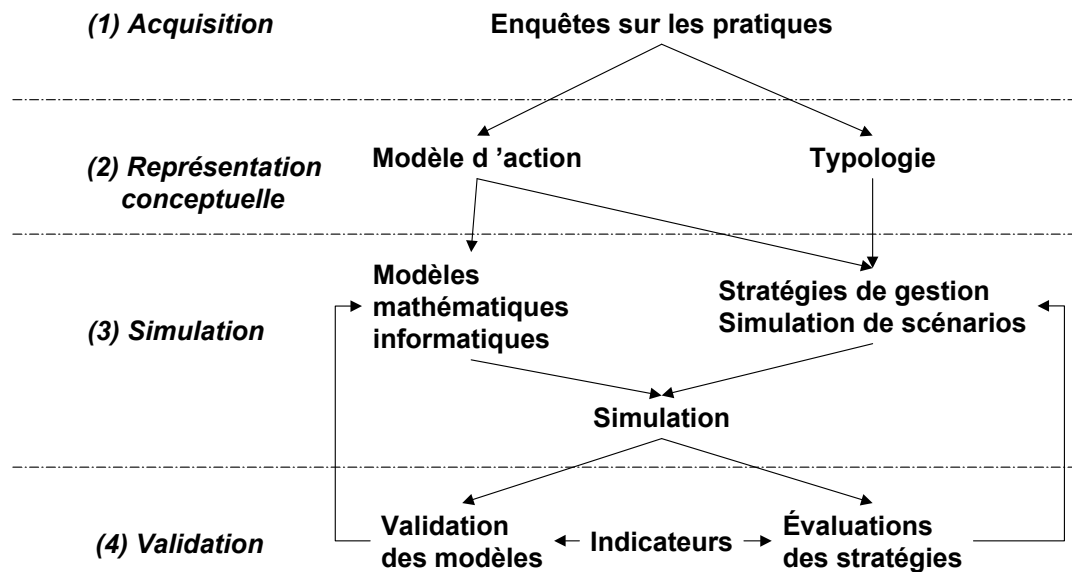 (1) Acquisition
Enquêtes sur les pratiques
(2) Représentation
conceptuelle
Modèle d ’action
Typologie
(3) Simulation
Modèles
mathématiques
informatiques
Stratégies de gestion
Simulation de scénarios
Simulation
(4) Validation
Validation
des modèles
Indicateurs
Évaluations
des stratégies